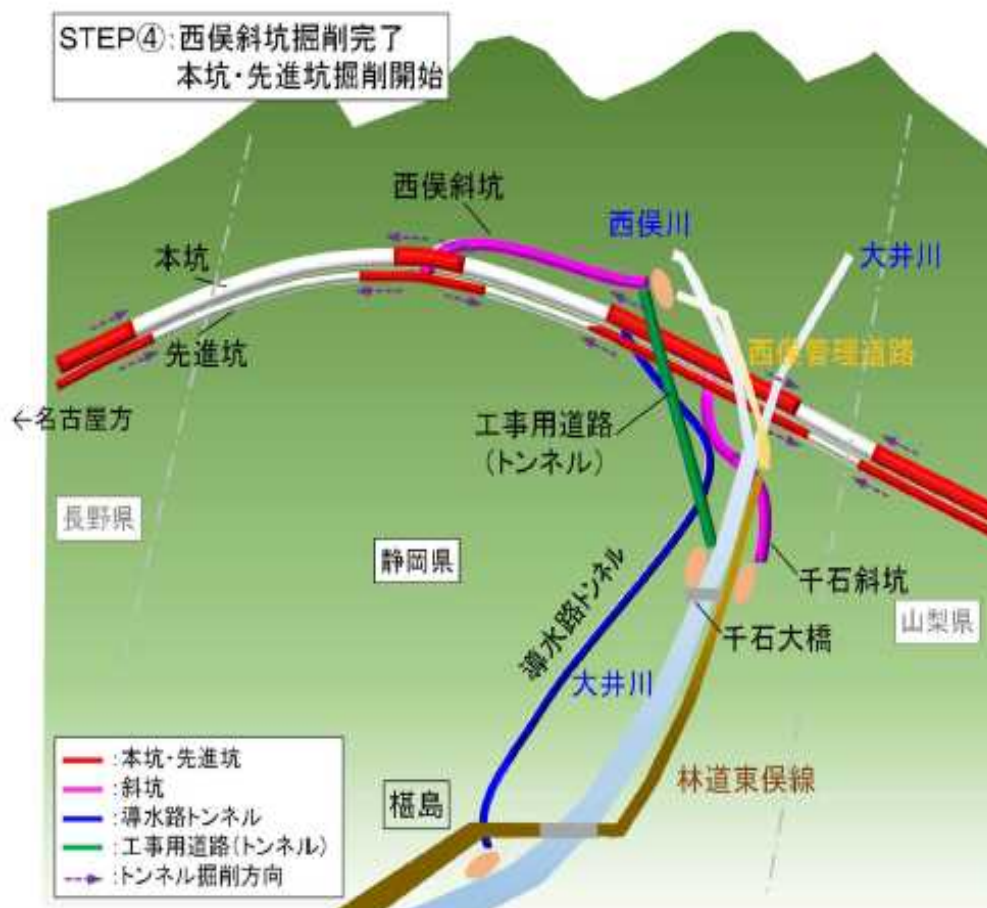 STEP④:西俣斜坑掘削完了
本坑・先進坑掘削開始
西俣斜坑
西俣川
大井川
本坑
先進坑
西俣管理道路
←名古屋方
工事用道路
(トンネル)
長野県
静岡県
千石斜坑
山梨県
導水路トンネル
千石大橋
大井川
林道東俣線
椹島
:本坑・先進坑
:斜坑
:導水路トンネル
:工事用道路(トンネル)
:トンネル掘削方向